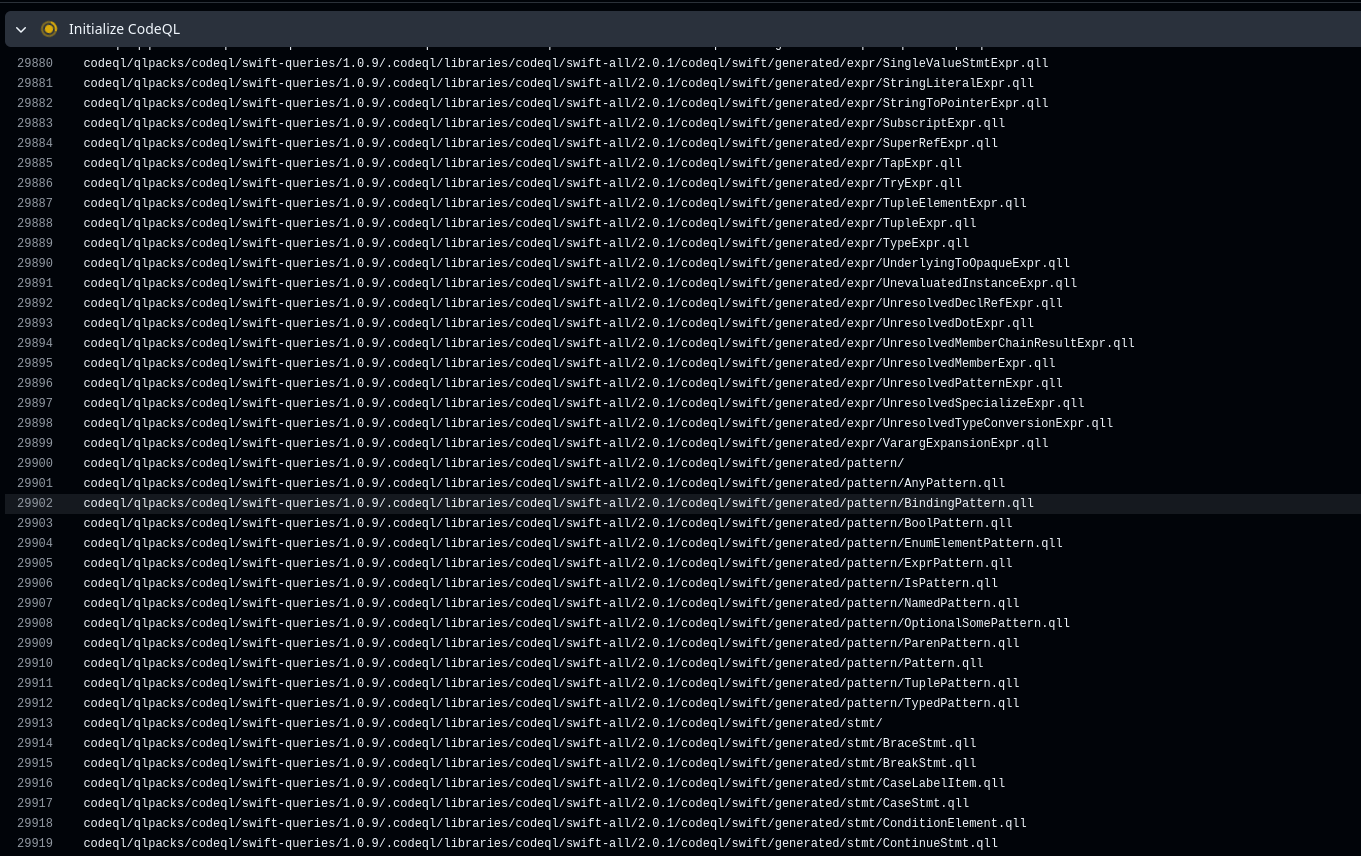 Initialize CodeQL
29880 codeql/qlpacks/codeql/swift-queries/1.0.9/.codeql/libraries/codeql/swift-all/2.0.1/codeql/swift/generated/expr/SingleValueStmtExpr.qll
29881 codeql/qlpacks/codeql/swift-queries/1.0.9/.codeql/libraries/codeql/swift-all/2.0.1/codeql/swift/generated/expr/StringLiteralExpr.qll
29882 codeql/qlpacks/codeql/swift-queries/1.0.9/.codeql/libraries/codeql/swift-all/2.0.1/codeql/swift/generated/expr/StringToPointerExpr.qll
29883 codeql/qlpacks/codeql/swift-queries/1.0.9/.codeql/libraries/codeql/swift-all/2.0.1/codeql/swift/generated/expr/SubscriptExpr.qll
29884 codeql/qlpacks/codeql/swift-queries/1.0.9/.codeql/libraries/codeql/swift-all/2.0.1/codeql/swift/generated/expr/SuperRefExpr.qll
29885 codeql/qlpacks/codeql/swift-queries/1.0.9/.codeql/libraries/codeql/swift-all/2.0.1/codeql/swift/generated/expr/TapExpr.qll
29886 codeql/qlpacks/codeql/swift-queries/1.0.9/.codeql/libraries/codeql/swift-all/2.0.1/codeql/swift/generated/expr/TryExpr.qll
29887 codeql/qlpacks/codeql/swift-queries/1.0.9/.codeql/libraries/codeql/swift-all/2.0.1/codeql/swift/generated/expr/TupleElementExpr.qll
29888 codeql/qlpacks/codeql/swift-queries/1.0.9/.codeql/libraries/codeql/swift-all/2.0.1/codeql/swift/generated/expr/TupleExpr.qll
29889 codeql/qlpacks/codeql/swift-queries/1.0.9/.codeql/libraries/codeql/swift-all/2.0.1/codeql/swift/generated/expr/TypeExpr.qll
29890 codeql/qlpacks/codeql/swift-queries/1.0.9/.codeql/libraries/codeql/swift-all/2.0.1/codeql/swift/generated/expr/UnderlyingToOpaqueExpr.qll
29891 codeql/qlpacks/codeql/swift-queries/1.0.9/.codeql/libraries/codeql/swift-all/2.0.1/codeql/swift/generated/expr/UnevaluatedInstanceExpr.qll
29892 codeql/qlpacks/codeql/swift-queries/1.0.9/.codeql/libraries/codeql/swift-all/2.0.1/codeql/swift/generated/expr/UnresolvedDeclRefExpr.qll
29893 codeql/qlpacks/codeql/swift-queries/1.0.9/.codeql/libraries/codeql/swift-all/2.0.1/codeql/swift/generated/expr/UnresolvedDotExpr.qll
29894 codeql/qlpacks/codeql/swift-queries/1.0.9/.codeql/libraries/codeql/swift-all/2.0.1/codeql/swift/generated/expr/UnresolvedMemberChainResultExpr.qll
29895 codeql/qlpacks/codeql/swift-queries/1.0.9/.codeql/libraries/codeql/swift-all/2.0.1/codeql/swift/generated/expr/UnresolvedMemberExpr.qll
29896 codeql/qlpacks/codeql/swift-queries/1.0.9/.codeql/libraries/codeql/swift-all/2.0.1/codeql/swift/generated/expr/UnresolvedPatternExpr.qll
29897 codeql/qlpacks/codeql/swift-queries/1.0.9/.codeql/libraries/codeql/swift-all/2.0.1/codeql/swift/generated/expr/UnresolvedSpecializeExpr.qll
29898 codeql/qlpacks/codeql/swift-queries/1.0.9/.codeql/libraries/codeql/swift-all/2.0.1/codeql/swift/generated/expr/UnresolvedTypeConversionExpr.qll
29899 codeql/qlpacks/codeql/swift-queries/1.0.9/.codeql/libraries/codeql/swift-all/2.0.1/codeql/swift/generated/expr/VarargExpansionExpr.qll
29900 codeql/qlpacks/codeql/swift-queries/1.0.9/.codeql/libraries/codeql/swift-all/2.0.1/codeql/swift/generated/pattern/
29901 codeql/qlpacks/codeql/swift-queries/1.0.9/.codeql/libraries/codeql/swift-all/2.0.1/codeql/swift/generated/pattern/AnyPattern.qll
29902 codeql/qlpacks/codeql/swift-queries/1.0.9/.codeql/libraries/codeql/swift-all/2.0.1/codeql/swift/generated/pattern/BindingPattern.qll
29903 codeql/qlpacks/codeql/swift-queries/1.0.9/.codeql/libraries/codeql/swift-all/2.0.1/codeql/swift/generated/pattern/BoolPattern.qll
29904 codeql/qlpacks/codeql/swift-queries/1.0.9/.codeql/libraries/codeql/swift-all/2.0.1/codeql/swift/generated/pattern/EnumElementPattern.qll
29905 codeql/qlpacks/codeql/swift-queries/1.0.9/.codeql/libraries/codeql/swift-all/2.0.1/codeql/swift/generated/pattern/ExprPattern.qll
29906 codeql/qlpacks/codeql/swift-queries/1.0.9/.codeql/libraries/codeql/swift-all/2.0.1/codeql/swift/generated/pattern/IsPattern.qll
29907 codeql/qlpacks/codeql/swift-queries/1.0.9/.codeql/libraries/codeql/swift-all/2.0.1/codeql/swift/generated/pattern/NamedPattern.qll
29908 codeql/qlpacks/codeql/swift-queries/1.0.9/.codeql/libraries/codeql/swift-all/2.0.1/codeql/swift/generated/pattern/OptionalSomePattern.qll
29909 codeql/qlpacks/codeql/swift-queries/1.0.9/.codeql/libraries/codeql/swift-all/2.0.1/codeql/swift/generated/pattern/ParenPattern.qll
29910 codeql/qlpacks/codeql/swift-queries/1.0.9/.codeql/libraries/codeql/swift-all/2.0.1/codeql/swift/generated/pattern/Pattern.qll
29911 codeql/qlpacks/codeql/swift-queries/1.0.9/.codeql/libraries/codeql/swift-all/2.0.1/codeql/swift/generated/pattern/TuplePattern.qll
29912 codeql/qlpacks/codeql/swift-queries/1.0.9/.codeql/libraries/codeql/swift-all/2.0.1/codeql/swift/generated/pattern/TypedPattern.qll
29913 codeql/qlpacks/codeql/swift-queries/1.0.9/.codeql/libraries/codeql/swift-all/2.0.1/codeql/swift/generated/stmt/
29914 codeql/qlpacks/codeql/swift-queries/1.0.9/.codeql/libraries/codeql/swift-all/2.0.1/codeql/swift/generated/stmt/BraceStmt.qll
29915 codeql/qlpacks/codeql/swift-queries/1.0.9/.codeql/libraries/codeql/swift-all/2.0.1/codeql/swift/generated/stmt/BreakStmt.qll
29916 codeql/qlpacks/codeql/swift-queries/1.0.9/.codeql/libraries/codeql/swift-all/2.0.1/codeql/swift/generated/stmt/CaseLabelItem.qll
29917 codeql/qlpacks/codeql/swift-queries/1.0.9/.codeql/libraries/codeql/swift-all/2.0.1/codeql/swift/generated/stmt/CaseStmt.qll
29918 codeql/qlpacks/codeql/swift-queries/1.0.9/.codeql/libraries/codeql/swift-all/2.0.1/codeql/swift/generated/stmt/ConditionElement.qll
29919 codeql/qlpacks/codeql/swift-queries/1.0.9/.codeql/libraries/codeql/swift-all/2.0.1/codeql/swift/generated/stmt/ContinueStmt.qll